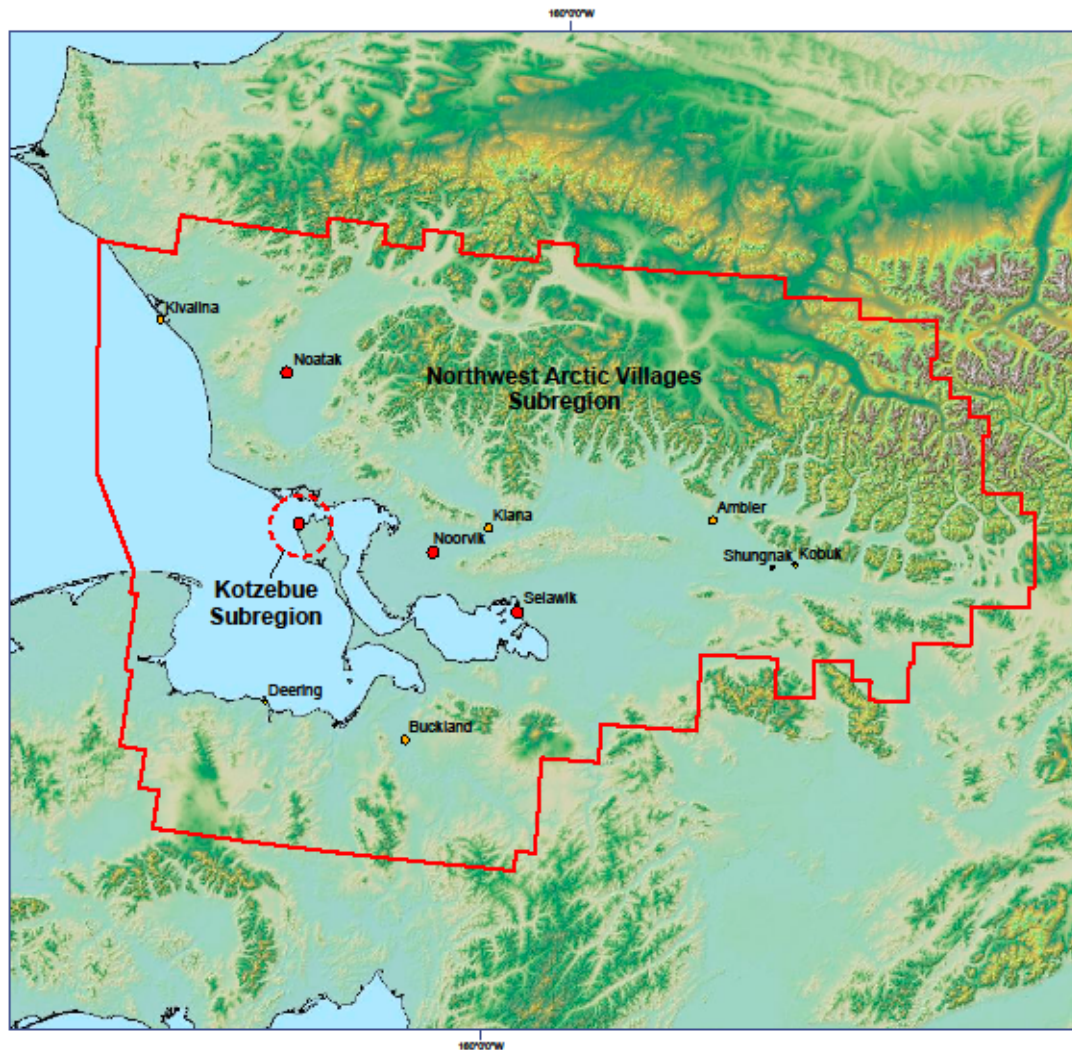 160°0'0"W
Kivalina
Noatak
Northwest Arctic Villages
Subregion
Kiana
Ambler
Noorvik
Shungnak
Kobuk
Kotzebue
Subregion
Selawik
Deering
Buckland
160°0'0"W